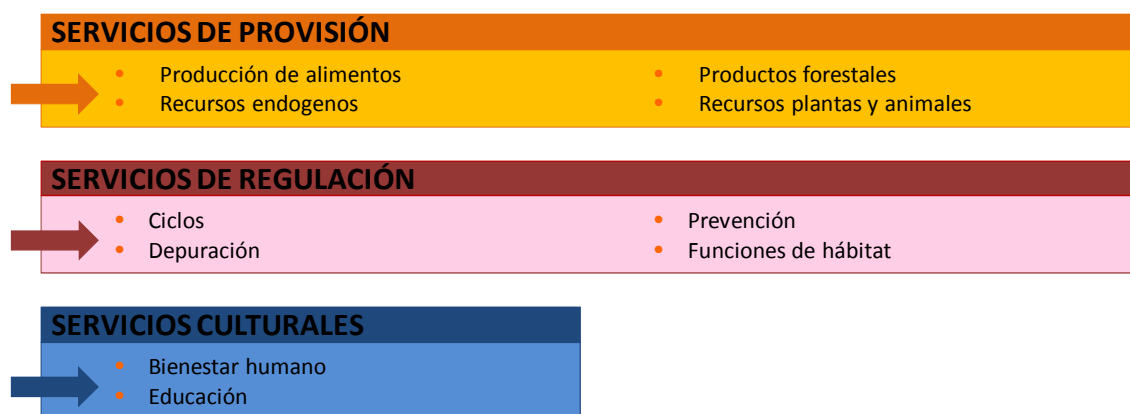 SERVICIOS DE PROVISIÓN
• Producción de alimentos
• Recursos endogenos
• Productos forestales
• Recursos plantas y animales
SERVICIOS DE REGULACIÓN
• Ciclos
• Depuración
• Prevención
• Funciones de hábitat
SERVICIOS CULTURALES
• Bienestar humano
• Educación